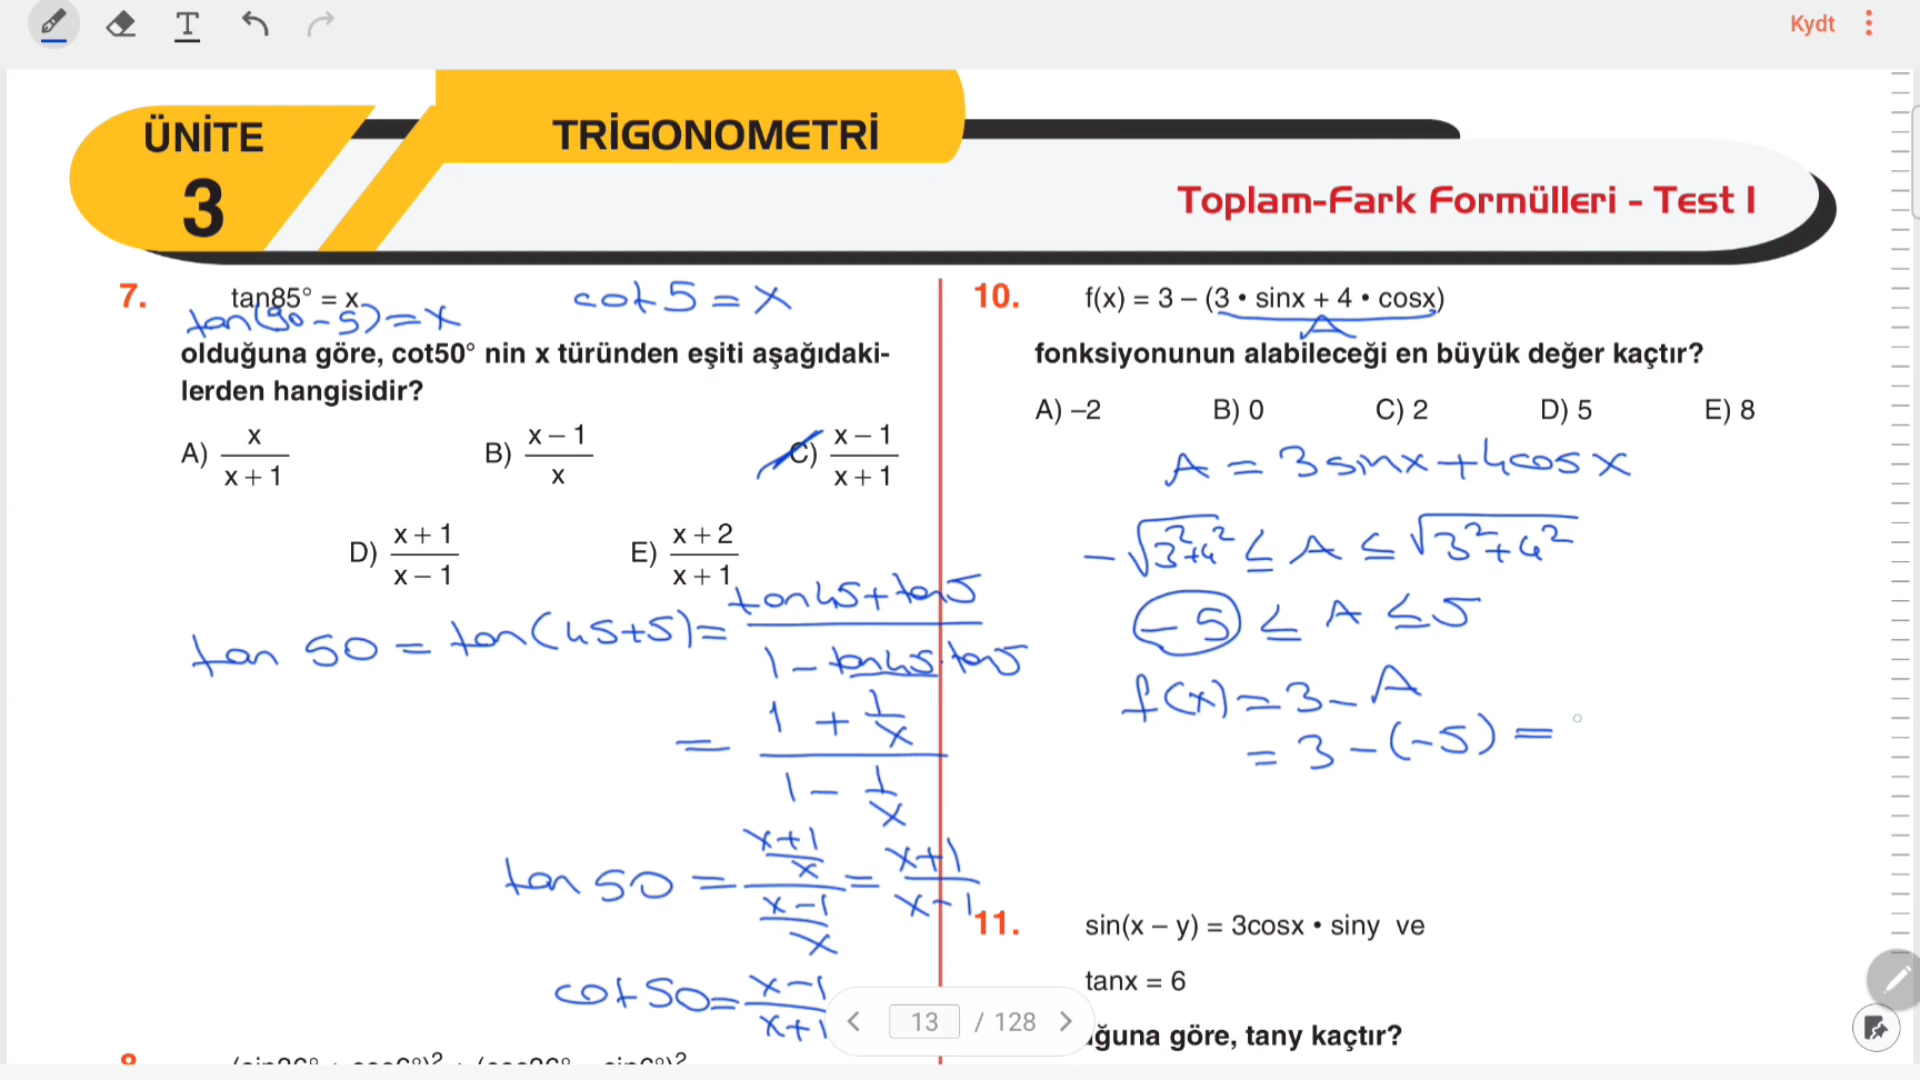 Kydt
ÜNİTE
3
TRİGONOMETRİ
Toplam-Fark Formülleri - Test I
7. tan85° = x
cot5 = x
tan(90-5) = x
olduğuna göre, cot50° nin x türünden eşiti aşağıdaki-
lerden hangisidir?
A) x / x + 1
B) x – 1 / x
C) x – 1 / x + 1
D) x + 1 / x – 1
E) x + 2 / x + 1
tan 50 = tan(45+5) = tan45 + tan5 / 1 - tan45 . tan5
= 1 + 1/x / 1 - 1/x
tan 50 = x+1/x / x-1/x = x+1 / x-1
cot 50 = x-1 / x+1
10. f(x) = 3 – (3 • sinx + 4 • cosx)
A
fonksiyonunun alabileceği en büyük değer kaçtır?
A) –2 B) 0 C) 2 D) 5 E) 8
A = 3sinx + 4cosx
-√3²+4² ≤ A ≤ √3²+4²
-5 ≤ A ≤ 5
f(x) = 3 - A
= 3 - (-5) =
11. sin(x – y) = 3cosx • siny ve
tanx = 6
ğuna göre, tany kaçtır?
13 / 128